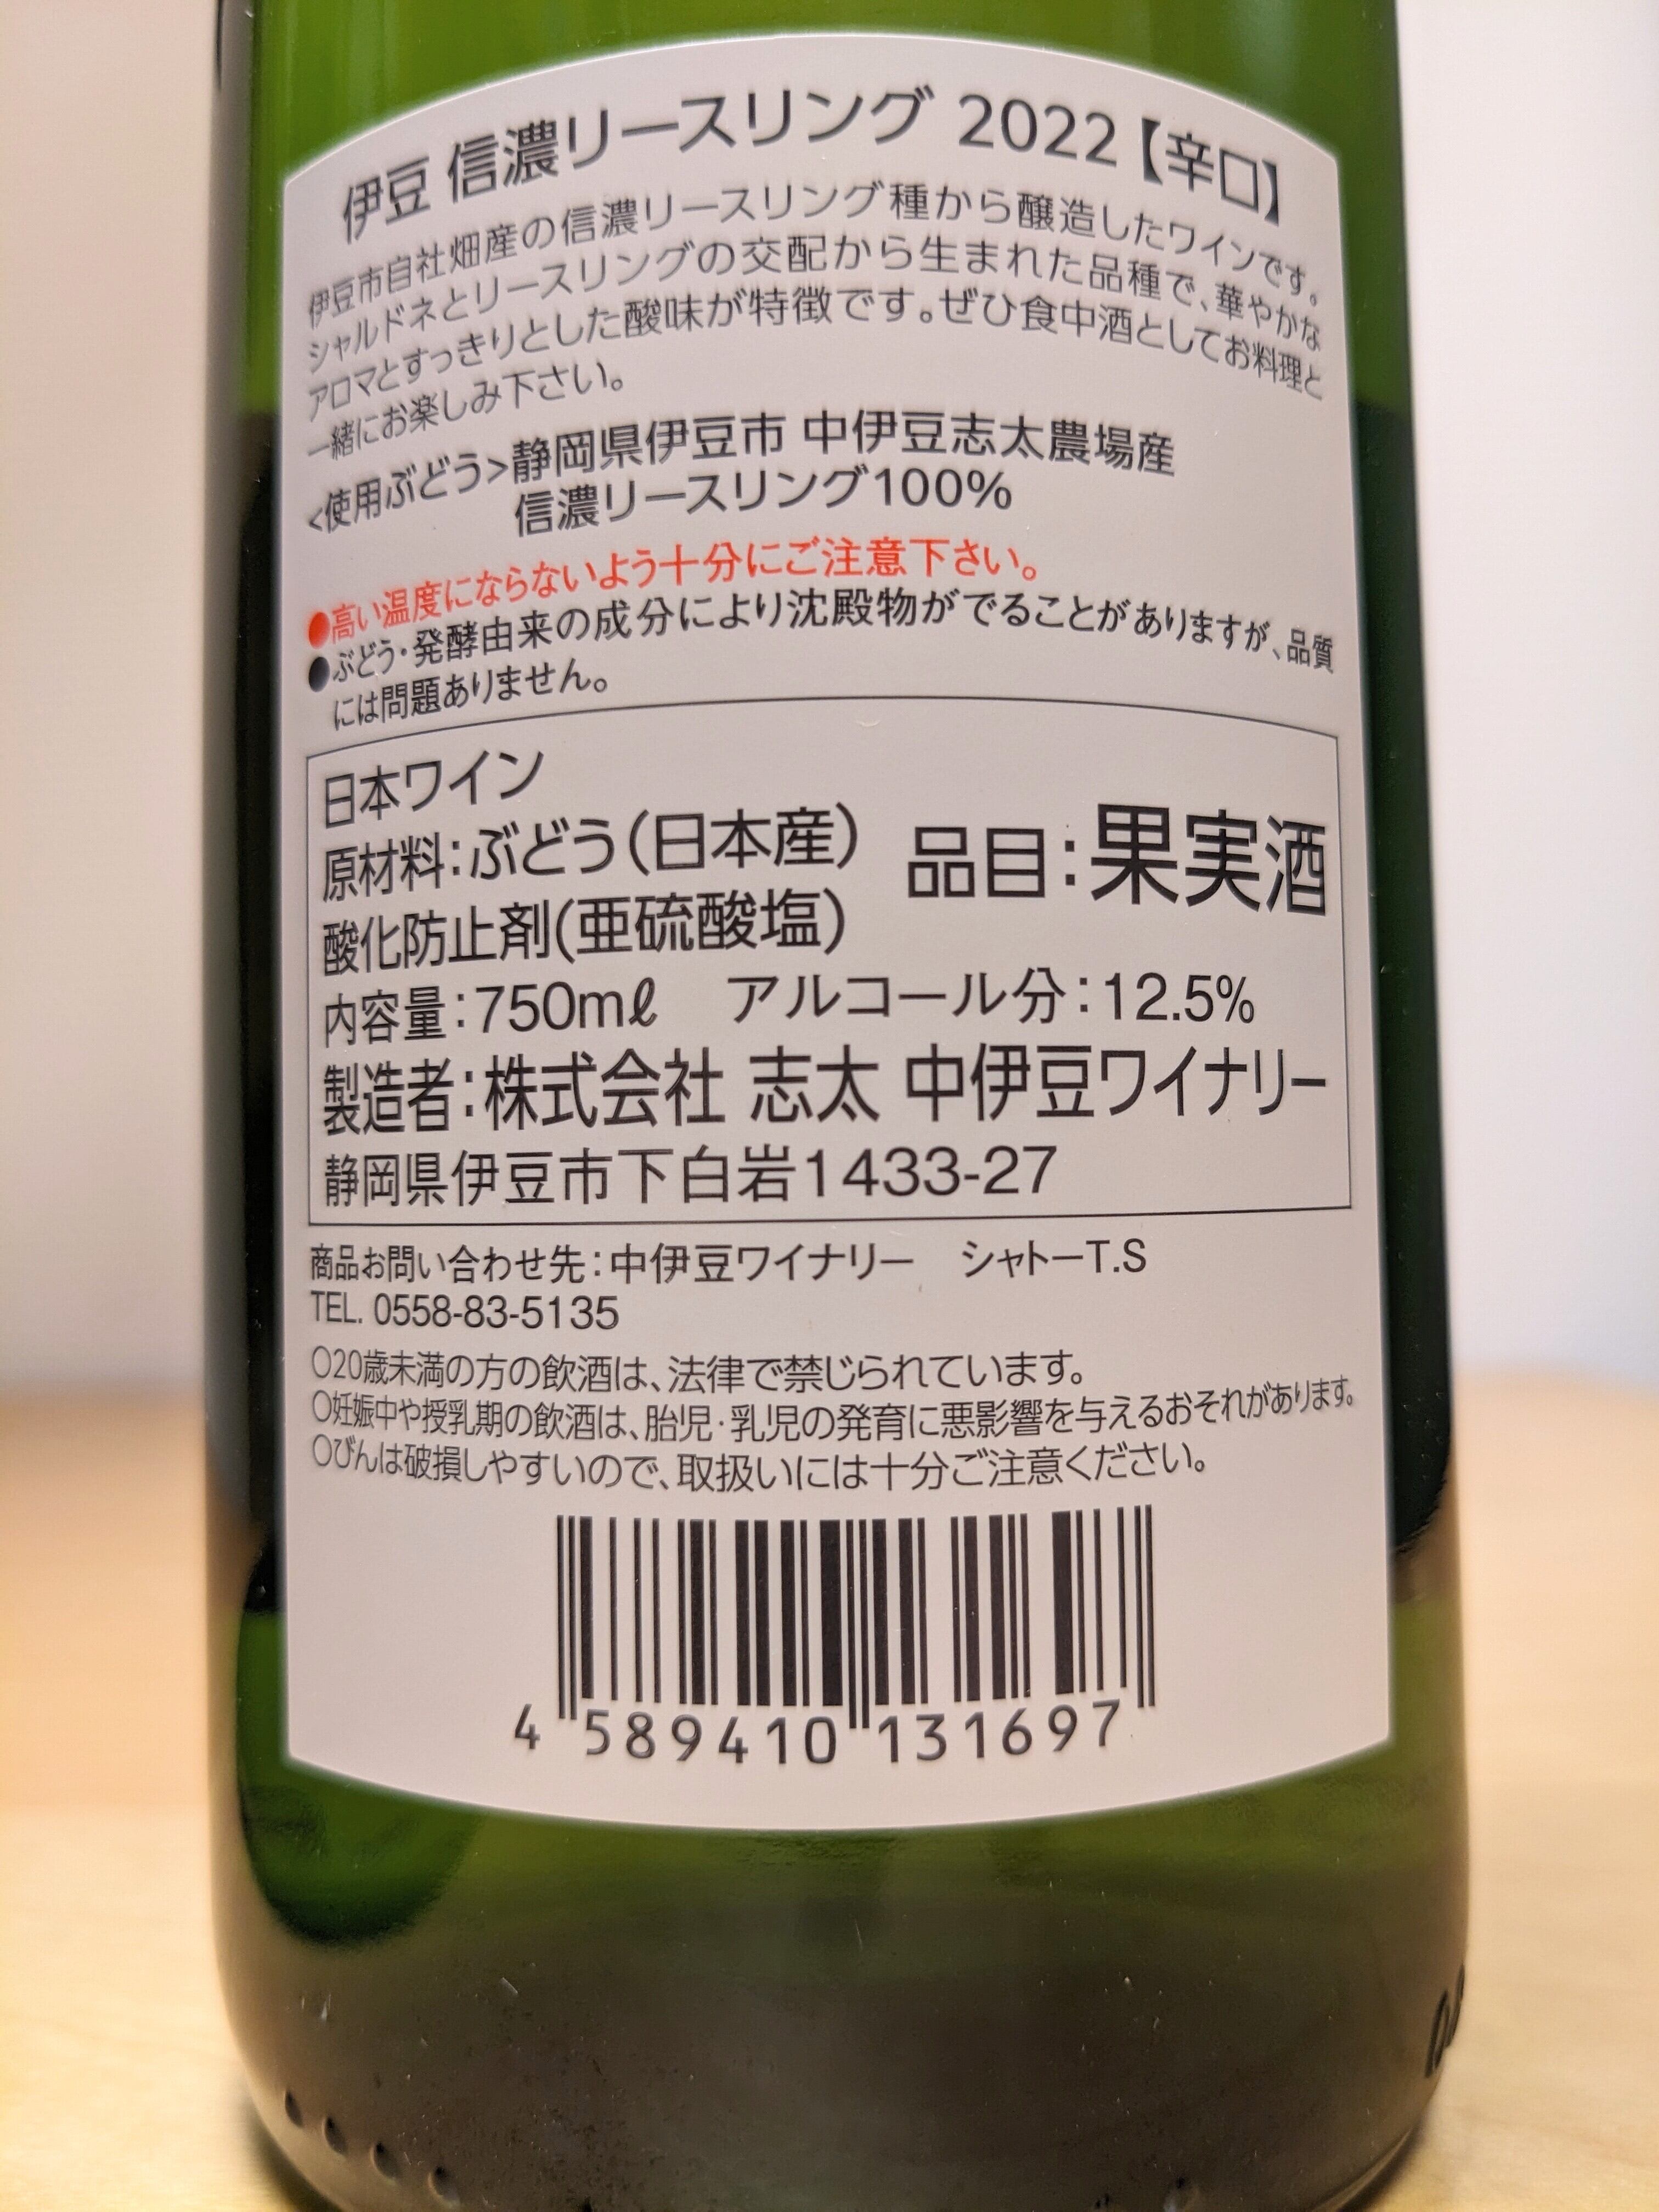 伊豆 信濃リースリング 2022【辛口】
伊豆市自社畑産の信濃リースリング種から醸造したワインです。
シャルドネとリースリングの交配から生まれた品種で、華やかな
アロマとすっきりとした酸味が特徴です。ぜひ食中酒としてお料理と
一緒にお楽しみ下さい。
<使用ぶどう>静岡県伊豆市 中伊豆志太農場産
信濃リースリング100%
●高い温度にならないよう十分にご注意下さい。
●ぶどう・発酵由来の成分により沈殿物がでることがありますが、品質
には問題ありません。
日本ワイン
原材料:ぶどう(日本産) 品目:果実酒
酸化防止剤(亜硫酸塩)
内容量:750mℓ アルコール分:12.5%
製造者:株式会社 志太 中伊豆ワイナリー
静岡県伊豆市下白岩1433-27
商品お問い合わせ先:中伊豆ワイナリー シャトーT.S
TEL. 0558-83-5135
○20歳未満の方の飲酒は、法律で禁じられています。
○妊娠中や授乳期の飲酒は、胎児・乳児の発育に悪影響を与えるおそれがあります。
○びんは破損しやすいので、取扱いには十分ご注意ください。
4 589410 131697